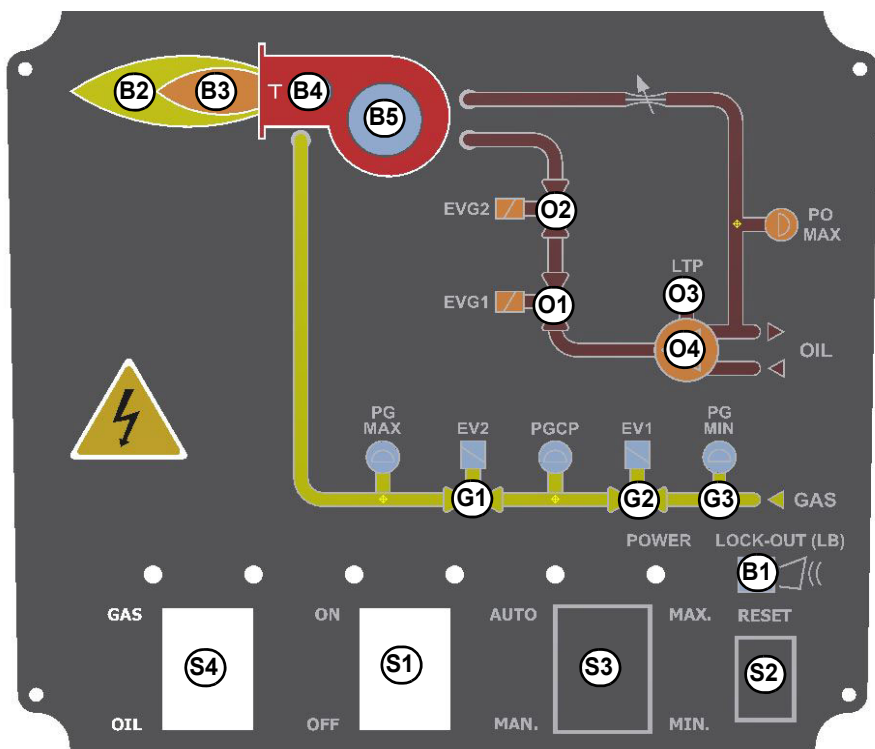 B2
B3
T
B4
B5
EVG2
O2
PO
MAX
LTP
O3
EVG1
O1
O4
OIL
PG
MAX
EV2
PGCP
EV1
PG
MIN
G1
G2
G3
GAS
POWER
LOCK-OUT (LB)
B1
GAS
ON
AUTO
MAX.
RESET
S4
S1
S3
S2
OIL
OFF
MAN.
MIN.